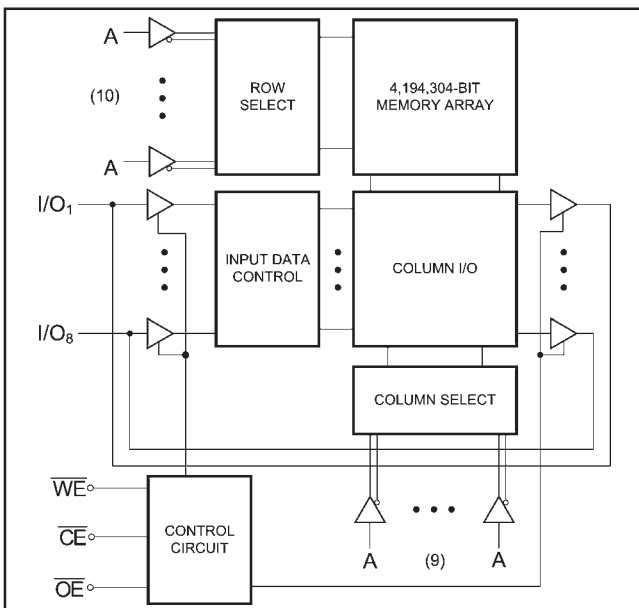 A
(10)
A
ROW
SELECT
4,194,304-BIT
MEMORY ARRAY
I/O1
I/O8
INPUT DATA
CONTROL
COLUMN I/O
COLUMN SELECT
WE
CE
OE
CONTROL
CIRCUIT
A
(9)
A